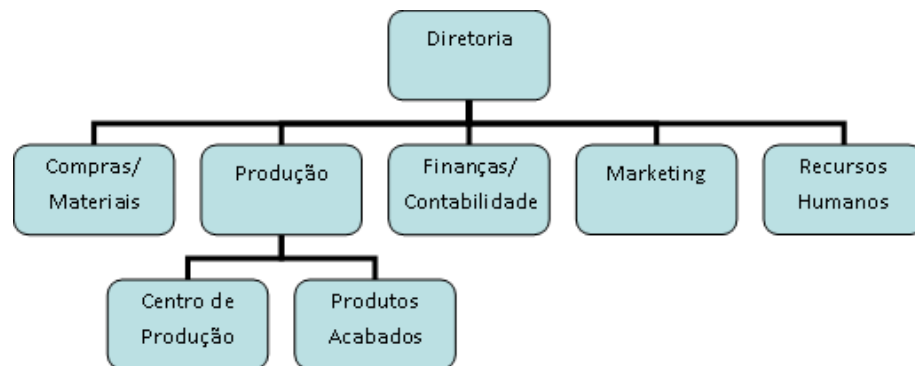 Diretoria
Compras/
Materiais
Produção
Finanças/
Contabilidade
Marketing
Recursos
Humanos
Centro de
Produção
Produtos
Acabados